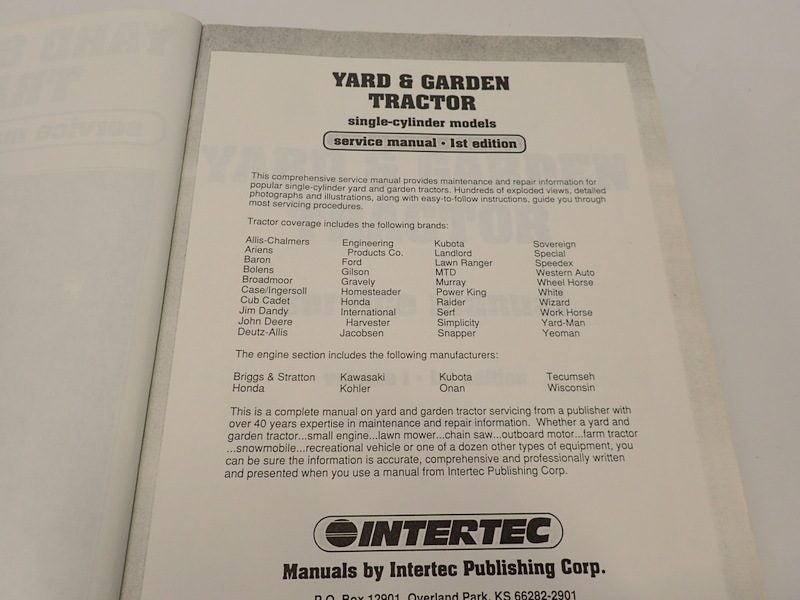 YARD & GARDEN
TRACTOR
single-cylinder models
service manual • 1st edition
This comprehensive service manual provides maintenance and repair information for
popular single-cylinder yard and garden tractors. Hundreds of exploded views, detailed
photographs and illustrations, along with easy-to-follow instructions, guide you through
most servicing procedures.
Tractor coverage includes the following brands:
Allis-Chalmers
Ariens
Baron
Bolens
Broadmoor
Case/Ingersoll
Cub Cadet
Jim Dandy
John Deere
Deutz-Allis
Engineering
Products Co.
Ford
Gilson
Gravely
Homesteader
Honda
International
Harvester
Jacobsen
Kubota
Landlord
Lawn Ranger
MTD
Murray
Power King
Raider
Serf
Simplicity
Snapper
Sovereign
Special
Speedex
Western Auto
Wheel Horse
White
Wizard
Work Horse
Yard-Man
Yeoman
The engine section includes the following manufacturers:
Briggs & Stratton Kawasaki Kubota Tecumseh
Honda Kohler Onan Wisconsin
This is a complete manual on yard and garden tractor servicing from a publisher with
over 40 years expertise in maintenance and repair information. Whether a yard and
garden tractor...small engine...lawn mower...chain saw...outboard motor...farm tractor
...snowmobile...recreational vehicle or one of a dozen other types of equipment, you
can be sure the information is accurate, comprehensive and professionally written
and presented when you use a manual from Intertec Publishing Corp.
INTERTEC
Manuals by Intertec Publishing Corp.
P.O. Box 12901, Overland Park, KS 66282-2901